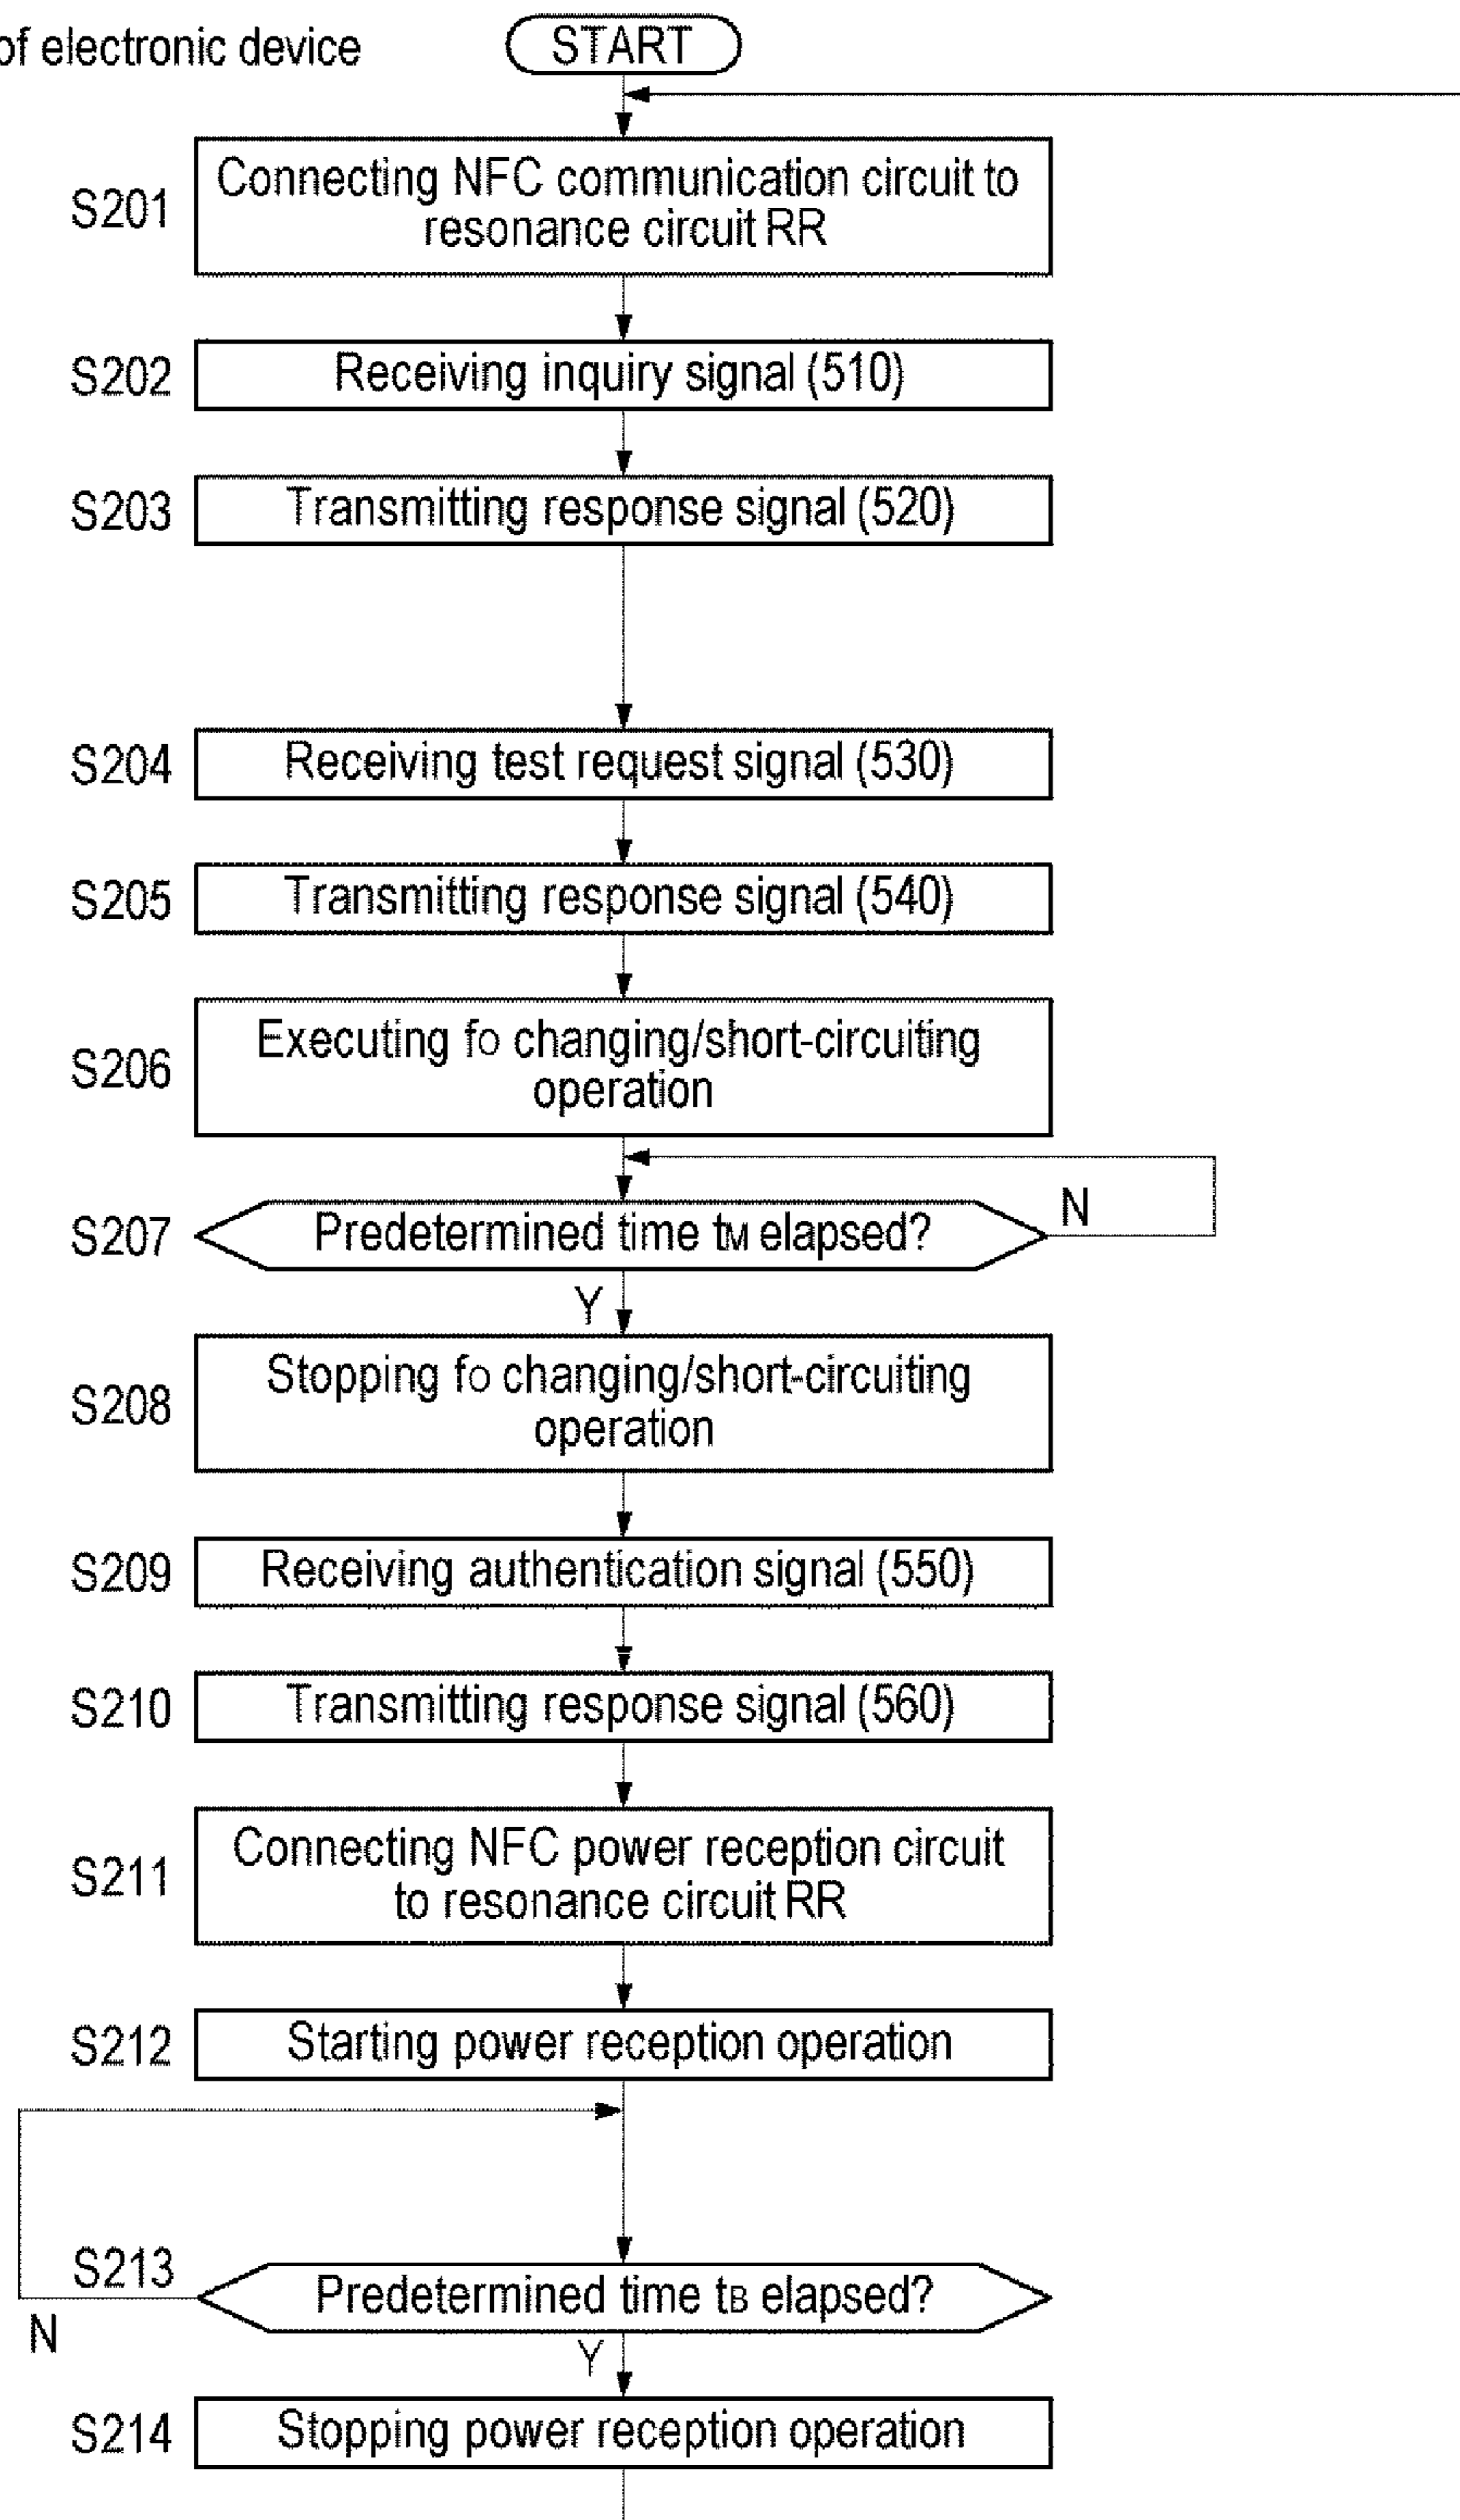 of electronic device
START
S201
Connecting NFC communication circuit to
resonance circuit RR
S202
Receiving inquiry signal (510)
S203
Transmitting response signal (520)
S204
Receiving test request signal (530)
S205
Transmitting response signal (540)
S206
Executing fo changing/short-circuiting
operation
S207
Predetermined time tM elapsed?
N
Y
S208
Stopping fo changing/short-circuiting
operation
S209
Receiving authentication signal (550)
S210
Transmitting response signal (560)
S211
Connecting NFC power reception circuit
to resonance circuit RR
S212
Starting power reception operation
S213
Predetermined time tB elapsed?
N
Y
S214
Stopping power reception operation